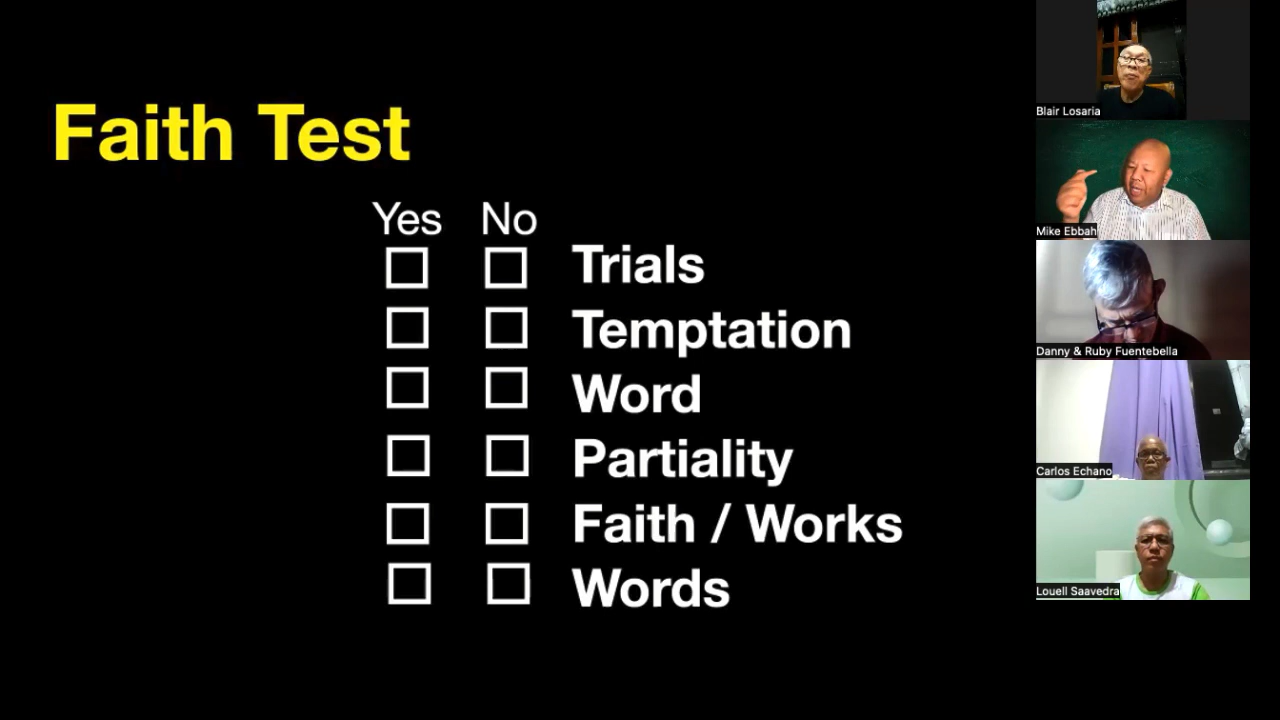 Faith Test
Yes No
Trials
Temptation
Word
Partiality
Faith / Works
Words
Blair Losaria
Mike Ebbah
Danny & Ruby Fuentebella
Carlos Echano
Louell Saavedra